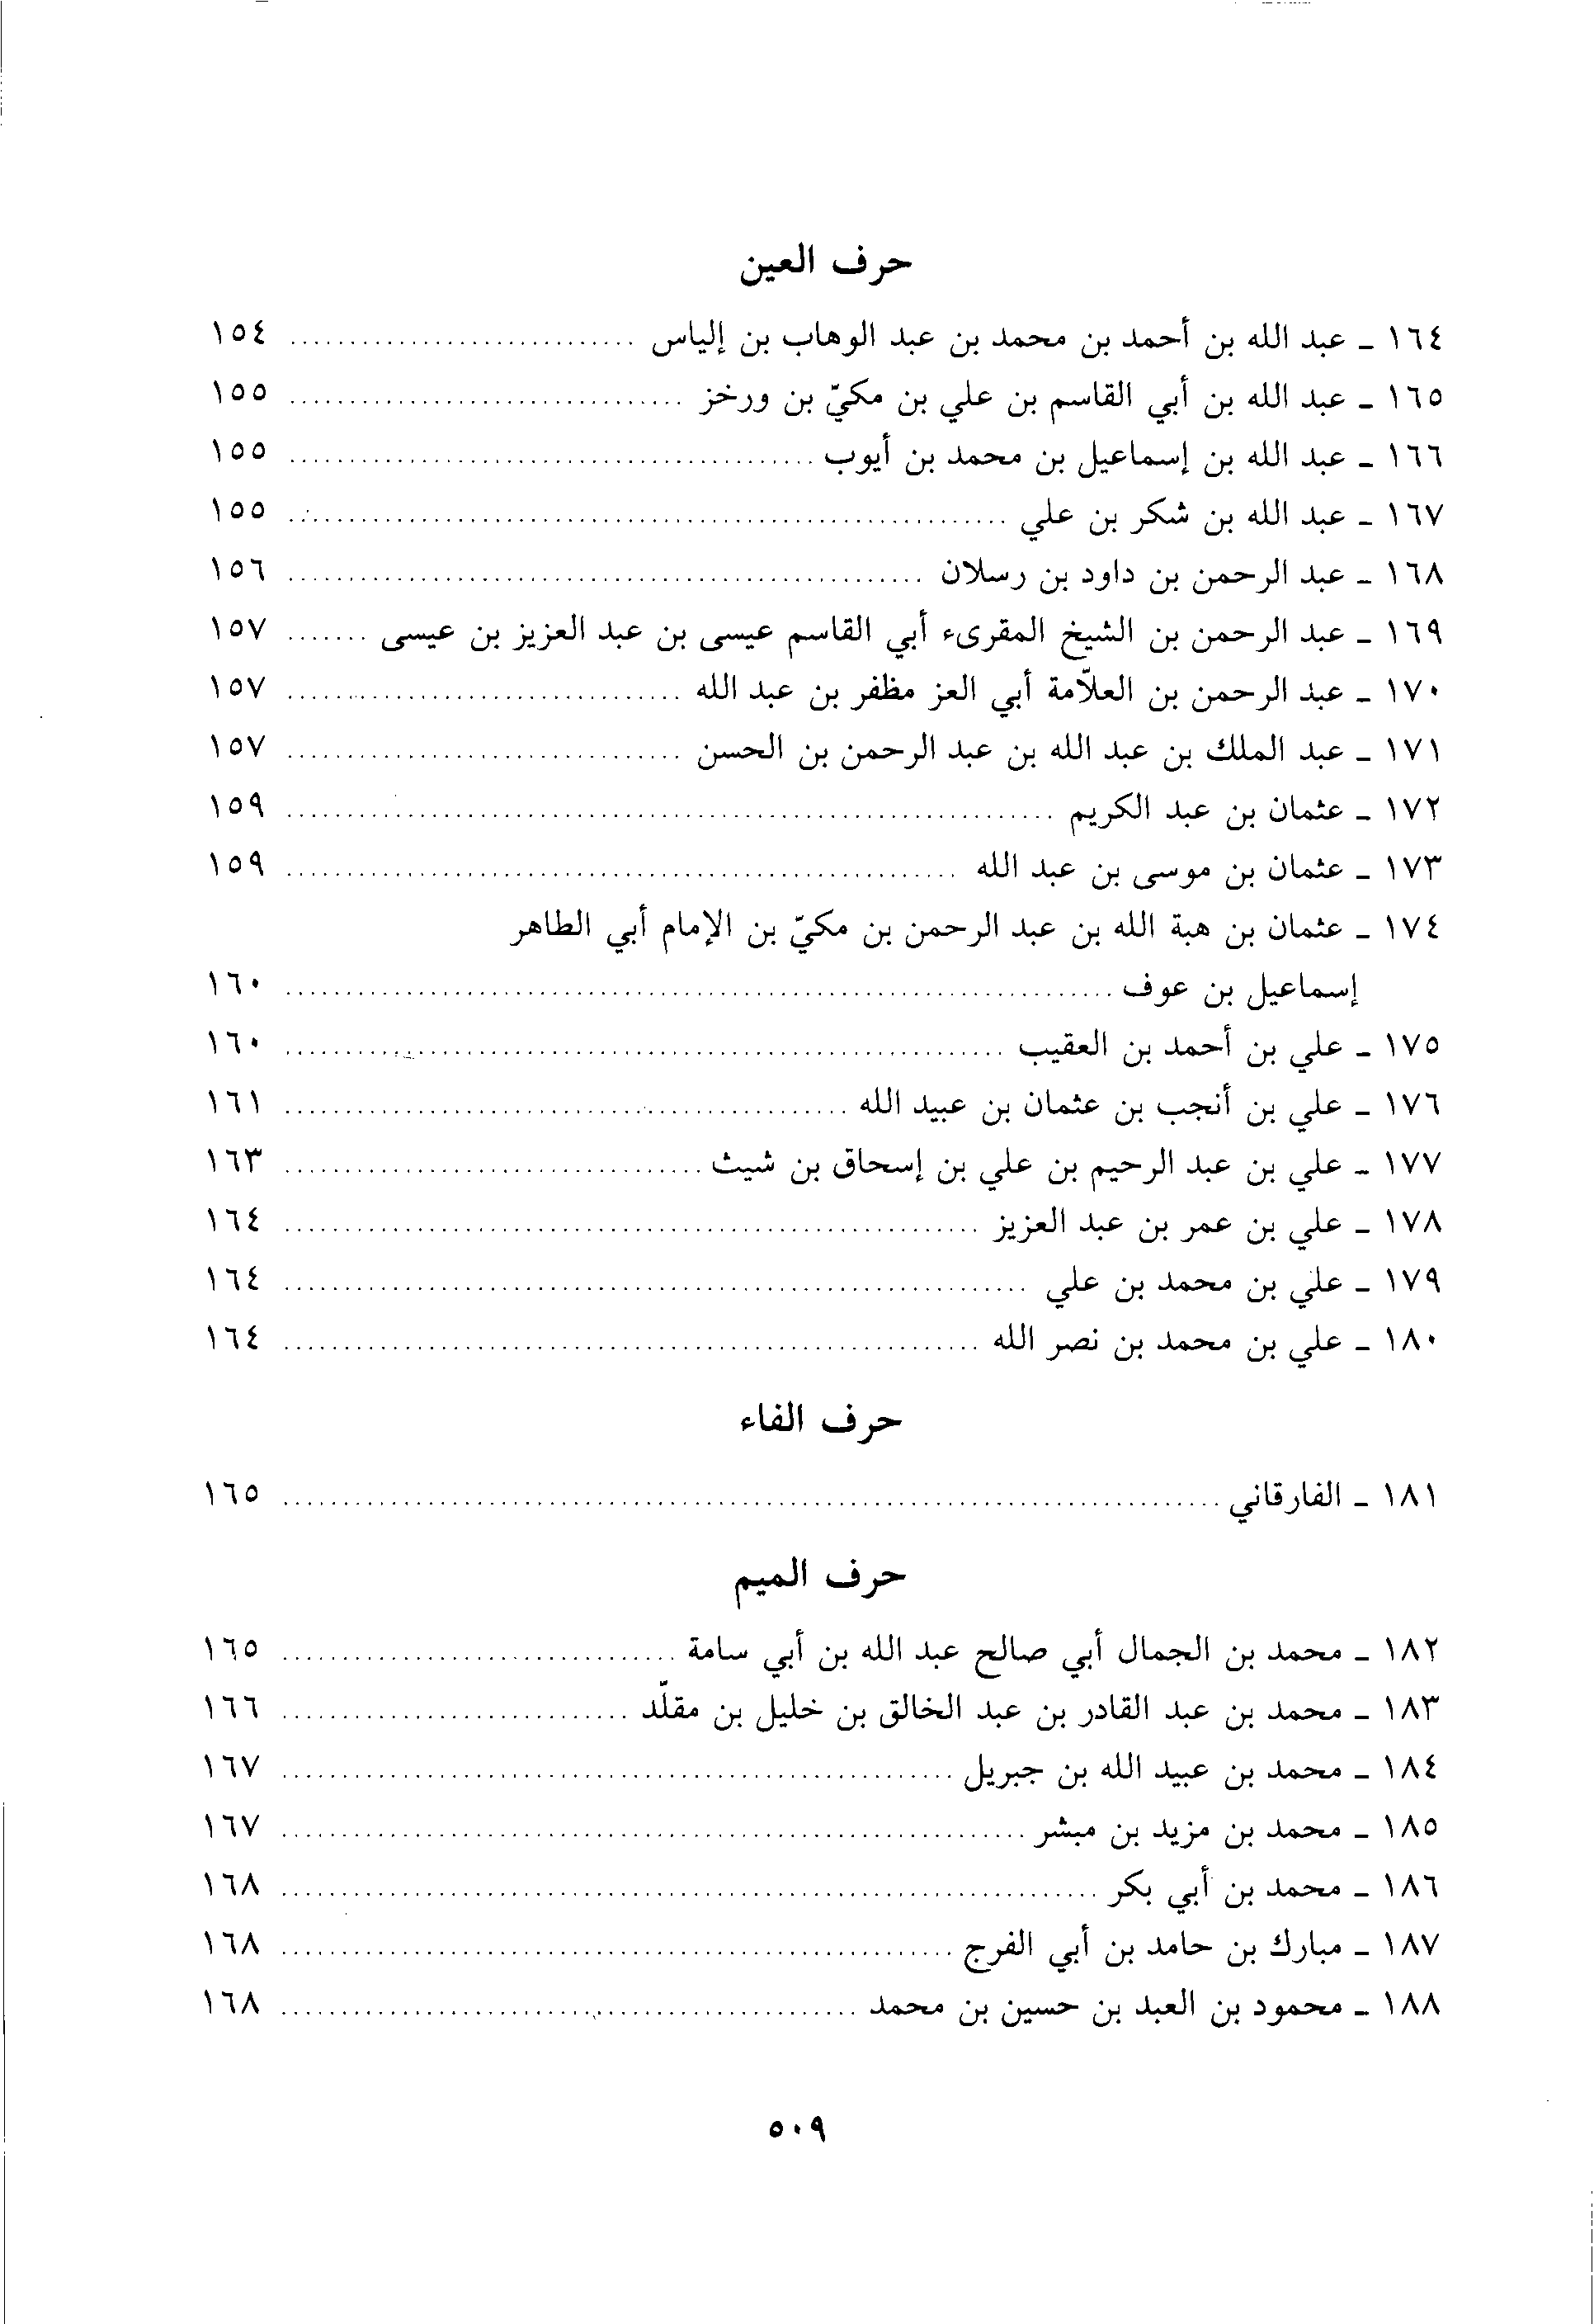 حرف العين
١٦٤ ـ عبد الله بن أحمد بن محمد بن عبد الوهاب بن إلياس ............................. ١٥٤
١٦٥ ـ عبد الله بن أبي القاسم بن علي بن مكيّ بن ورخز ................................. ١٥٥
١٦٦ ـ عبد الله بن إسماعيل بن محمد بن أيوب ............................................ ١٥٥
١٦٧ ـ عبد الله بن شكر بن علي ............................................................ ١٥٥
١٦٨ ـ عبد الرحمن بن داود بن رسلان ..................................................... ١٥٦
١٦٩ ـ عبد الرحمن بن الشيخ المقرىء أبي القاسم عيسى بن عبد العزيز بن عيسى ....... ١٥٧
١٧٠ ـ عبد الرحمن بن العلاّمة أبي العز مظفر بن عبد الله ................................. ١٥٧
١٧١ ـ عبد الملك بن عبد الله بن عبد الرحمن بن الحسن ................................. ١٥٧
١٧٢ ـ عثمان بن عبد الكريم ................................................................ ١٥٩
١٧٣ ـ عثمان بن موسى بن عبد الله ........................................................ ١٥٩
١٧٤ ـ عثمان بن هبة الله بن عبد الرحمن بن مكيّ بن الإمام أبي الطاهر
إسماعيل بن عوف ..................................................................... ١٦٠
١٧٥ ـ علي بن أحمد بن العقيب ............................................................ ١٦٠
١٧٦ ـ علي بن أنجب بن عثمان بن عبيد الله ............................................... ١٦١
١٧٧ ـ علي بن عبد الرحيم بن علي بن إسحاق بن شيث ................................... ١٦٣
١٧٨ ـ علي بن عمر بن عبد العزيز .......................................................... ١٦٤
١٧٩ ـ علي بن محمد بن علي .............................................................. ١٦٤
١٨٠ ـ علي بن محمد بن نصر الله .......................................................... ١٦٤
حرف الفاء
١٨١ ـ الفارقاني .............................................................................. ١٦٥
حرف الميم
١٨٢ ـ محمد بن الجمال أبي صالح عبد الله بن أبي سامة ................................. ١٦٥
١٨٣ ـ محمد بن عبد القادر بن عبد الخالق بن خليل بن مقلّد ............................. ١٦٦
١٨٤ ـ محمد بن عبيد الله بن جبريل ........................................................ ١٦٧
١٨٥ ـ محمد بن مزيد بن مبشر .............................................................. ١٦٧
١٨٦ ـ محمد بن أبي بكر .................................................................... ١٦٨
١٨٧ ـ مبارك بن حامد بن أبي الفرج ........................................................ ١٦٨
١٨٨ ـ محمود بن العبد بن حسين بن محمد ................................................ ١٦٨
٥٠٩